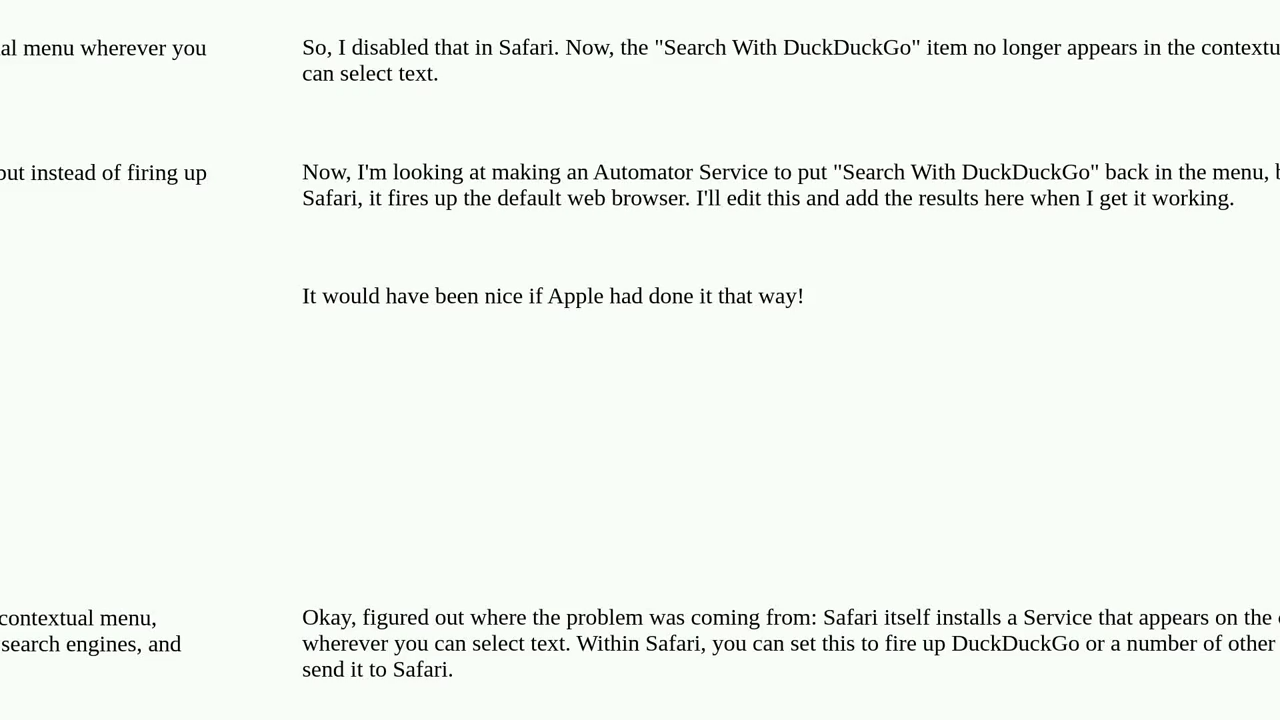 al menu wherever you
but instead of firing up
contextual menu,
search engines, and
So, I disabled that in Safari. Now, the "Search With DuckDuckGo" item no longer appears in the contextu
can select text.
Now, I'm looking at making an Automator Service to put "Search With DuckDuckGo" back in the menu,
Safari, it fires up the default web browser. I'll edit this and add the results here when I get it working.
It would have been nice if Apple had done it that way!
Okay, figured out where the problem was coming from: Safari itself installs a Service that appears on the
wherever you can select text. Within Safari, you can set this to fire up DuckDuckGo or a number of other
send it to Safari.